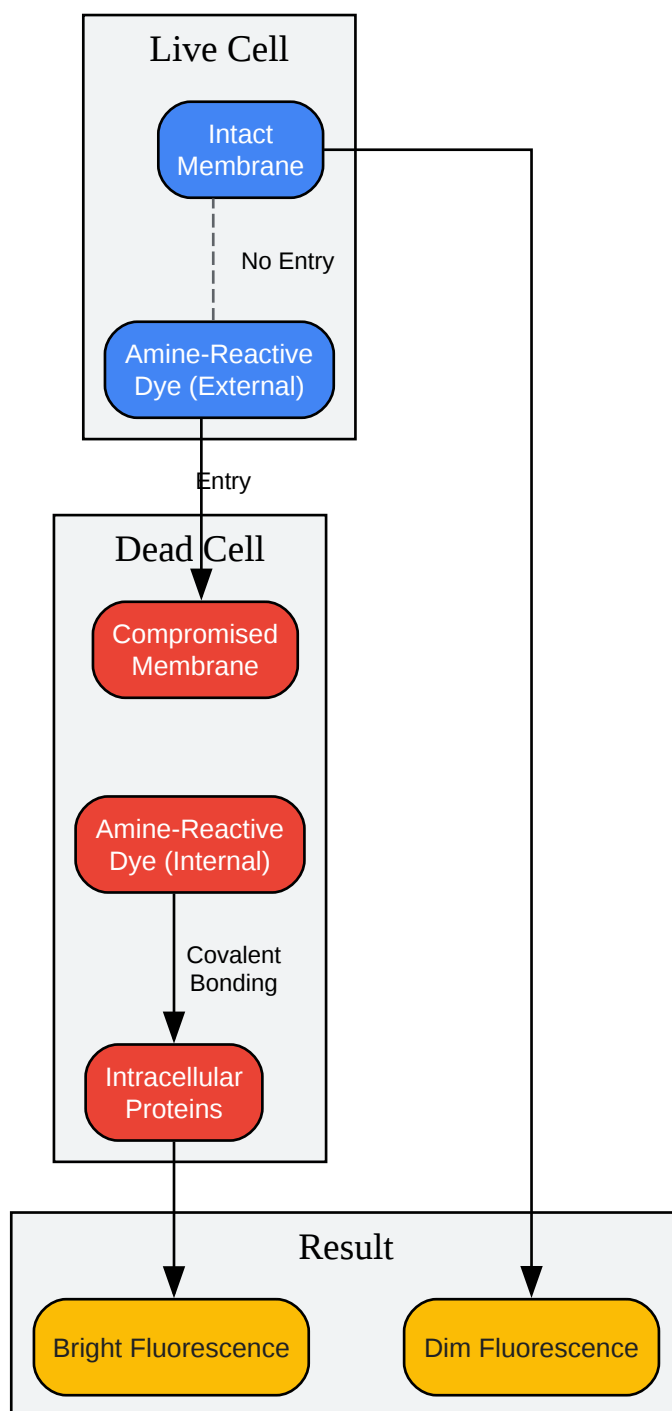 Live Cell
Intact
Membrane
No Entry
Amine-Reactive
Dye (External)
Entry
Dead Cell
Compromised
Membrane
Amine-Reactive
Dye (Internal)
Covalent
Bonding
Intracellular
Proteins
Result
Bright Fluorescence
Dim Fluorescence